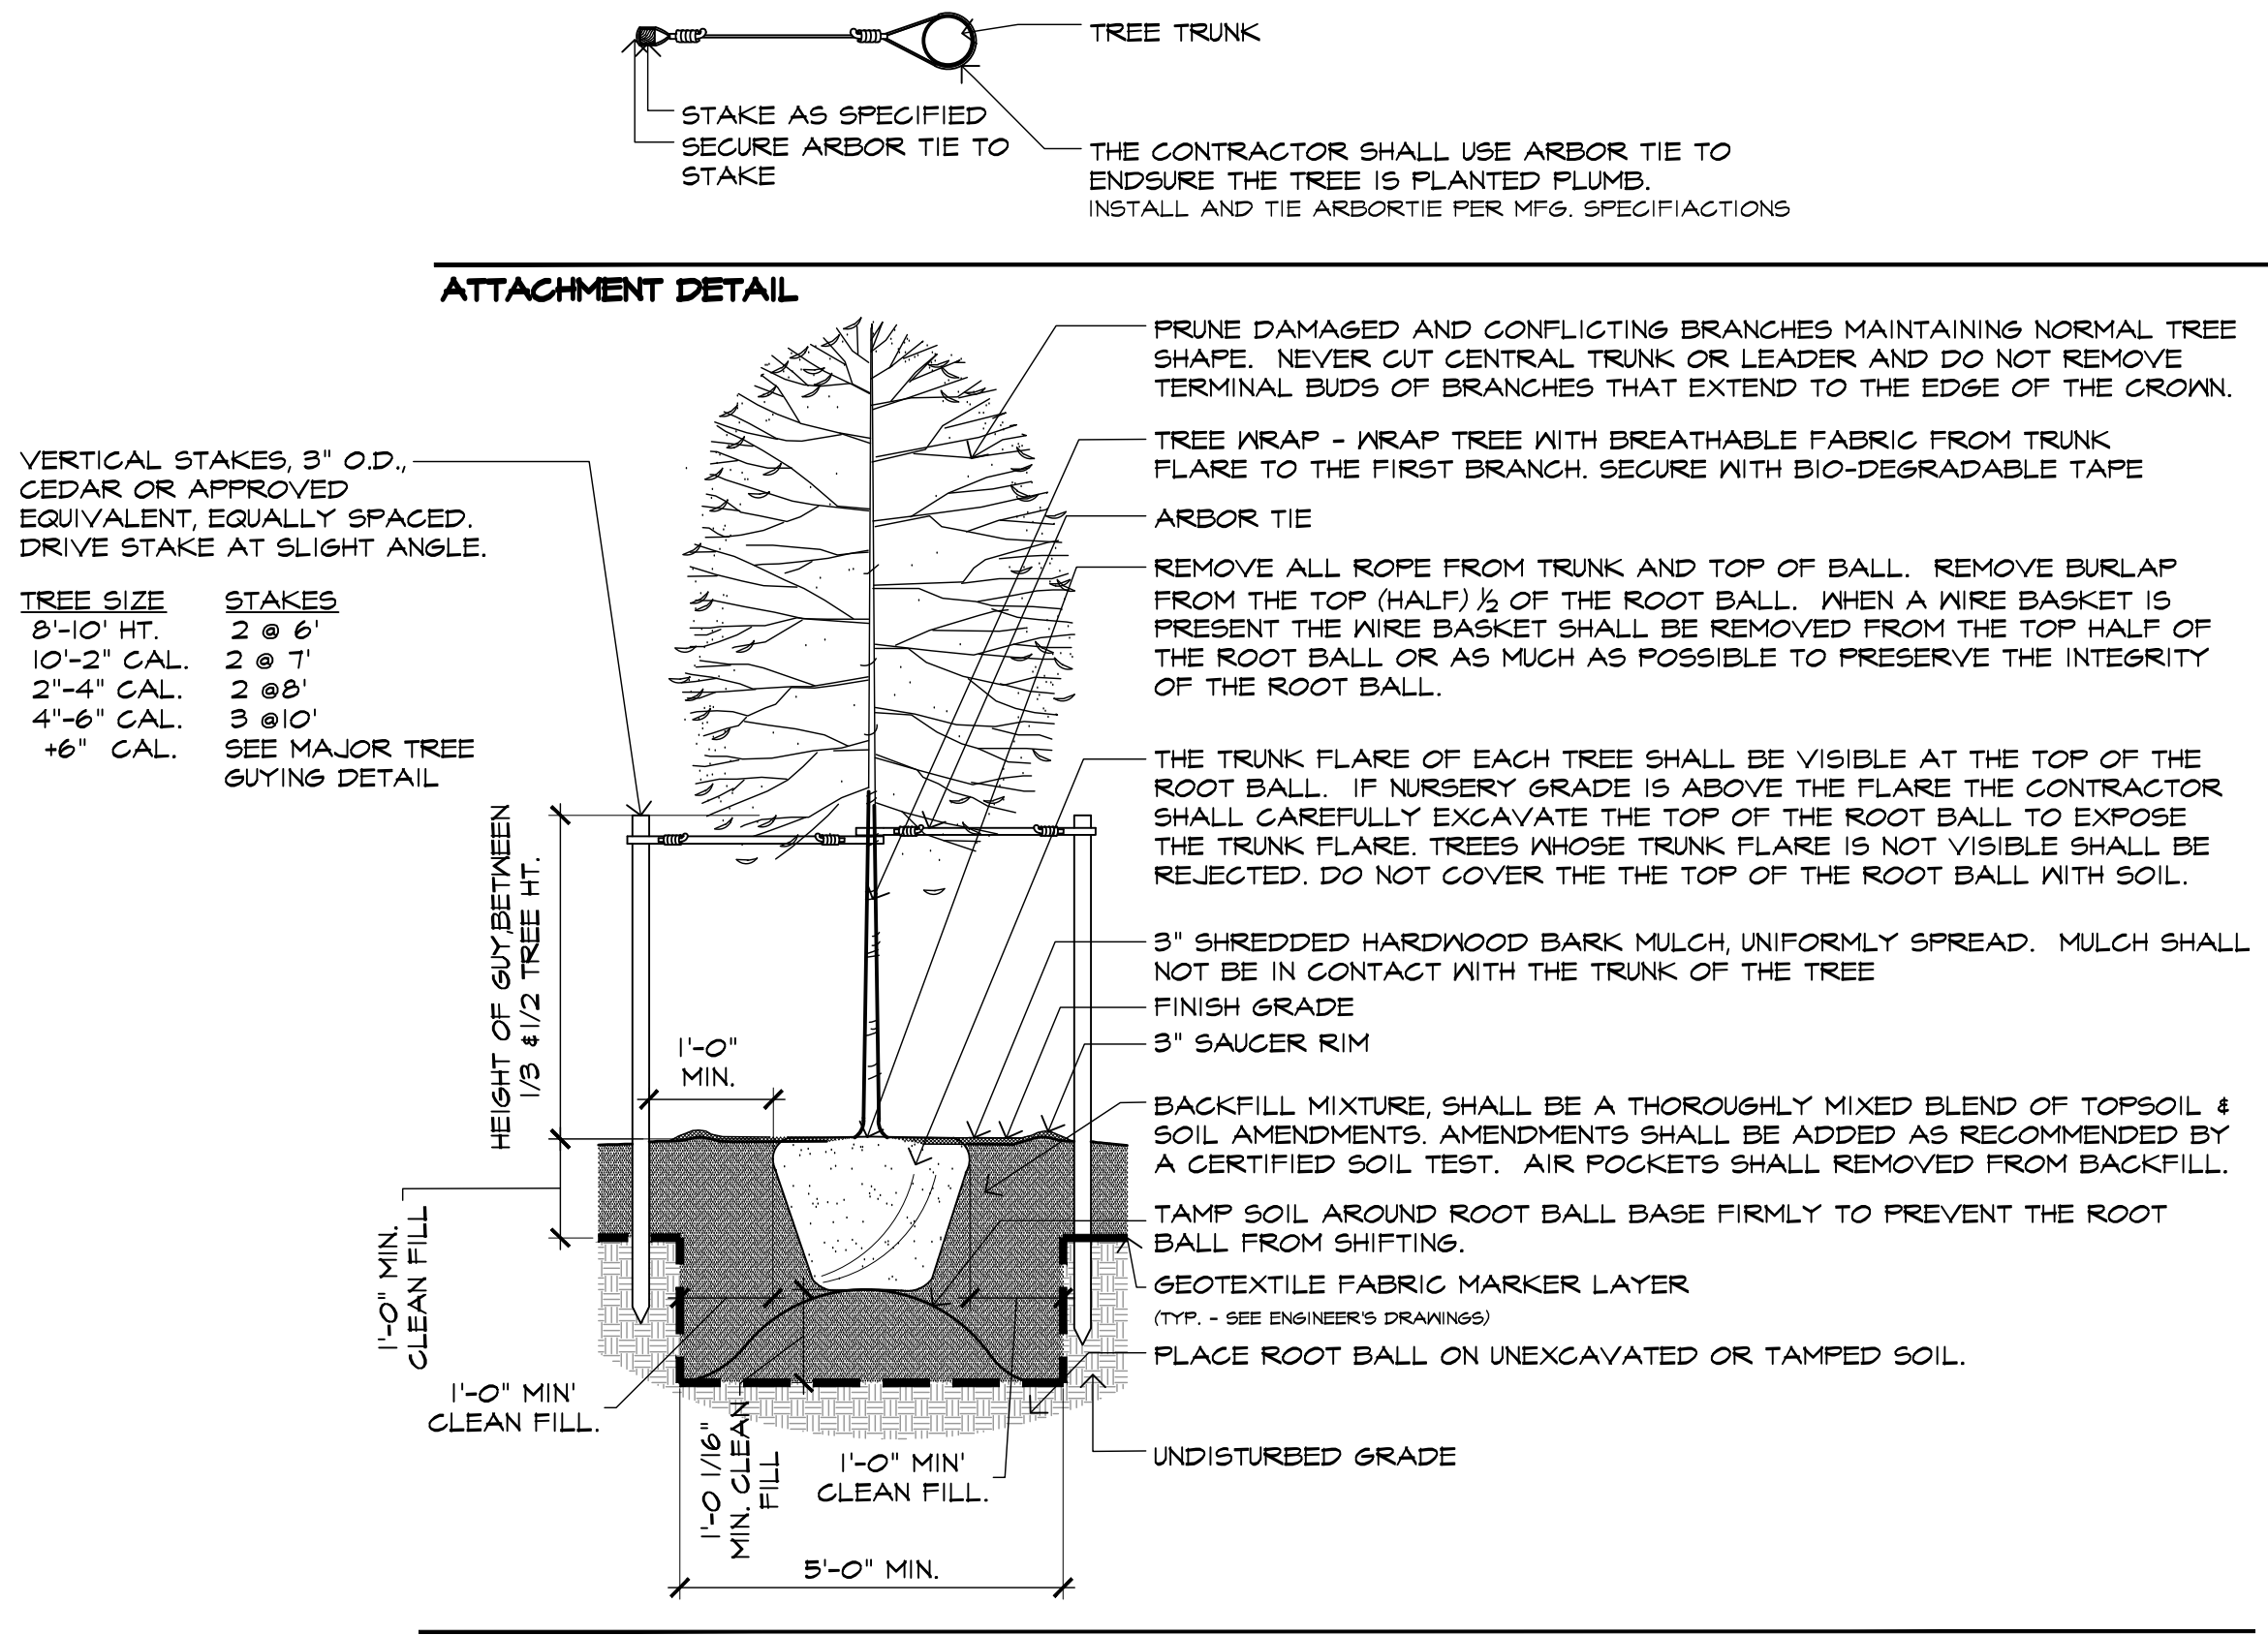 TREE TRUNK
STAKE AS SPECIFIED
SECURE ARBOR TIE TO
STAKE
THE CONTRACTOR SHALL USE ARBOR TIE TO
ENDSURE THE TREE IS PLANTED PLUMB.
INSTALL AND TIE ARBORTIE PER MFG. SPECIFIACTIONS
ATTACHMENT DETAIL
PRUNE DAMAGED AND CONFLICTING BRANCHES MAINTAINING NORMAL TREE
SHAPE. NEVER CUT CENTRAL TRUNK OR LEADER AND DO NOT REMOVE
TERMINAL BUDS OF BRANCHES THAT EXTEND TO THE EDGE OF THE CROWN.
TREE WRAP - WRAP TREE WITH BREATHABLE FABRIC FROM TRUNK
FLARE TO THE FIRST BRANCH. SECURE WITH BIO-DEGRADABLE TAPE
ARBOR TIE
REMOVE ALL ROPE FROM TRUNK AND TOP OF BALL. REMOVE BURLAP
FROM THE TOP (HALF) ½ OF THE ROOT BALL. WHEN A WIRE BASKET IS
PRESENT THE WIRE BASKET SHALL BE REMOVED FROM THE TOP HALF OF
THE ROOT BALL OR AS MUCH AS POSSIBLE TO PRESERVE THE INTEGRITY
OF THE ROOT BALL.
THE TRUNK FLARE OF EACH TREE SHALL BE VISIBLE AT THE TOP OF THE
ROOT BALL. IF NURSERY GRADE IS ABOVE THE FLARE THE CONTRACTOR
SHALL CAREFULLY EXCAVATE THE TOP OF THE ROOT BALL TO EXPOSE
THE TRUNK FLARE. TREES WHOSE TRUNK FLARE IS NOT VISIBLE SHALL BE
REJECTED. DO NOT COVER THE THE TOP OF THE ROOT BALL WITH SOIL.
3" SHREDDED HARDWOOD BARK MULCH, UNIFORMLY SPREAD. MULCH SHALL
NOT BE IN CONTACT WITH THE TRUNK OF THE TREE
FINISH GRADE
3" SAUCER RIM
BACKFILL MIXTURE, SHALL BE A THOROUGHLY MIXED BLEND OF TOPSOIL &
SOIL AMENDMENTS. AMENDMENTS SHALL BE ADDED AS RECOMMENDED BY
A CERTIFIED SOIL TEST. AIR POCKETS SHALL REMOVED FROM BACKFILL.
TAMP SOIL AROUND ROOT BALL BASE FIRMLY TO PREVENT THE ROOT
BALL FROM SHIFTING.
GEOTEXTILE FABRIC MARKER LAYER
(TYP. - SEE ENGINEER'S DRAWINGS)
PLACE ROOT BALL ON UNEXCAVATED OR TAMPED SOIL.
UNDISTURBED GRADE
VERTICAL STAKES, 3" O.D.,
CEDAR OR APPROVED
EQUIVALENT, EQUALLY SPACED.
DRIVE STAKE AT SLIGHT ANGLE.
TREE SIZE STAKES
8'-10' HT. 2 @ 6'
10'-2" CAL. 2 @ 7'
2"-4" CAL. 2 @8'
4"-6" CAL. 3 @10'
+6" CAL. SEE MAJOR TREE
GUYING DETAIL
HEIGHT OF GUY,BETWEEN
1/3 &1/2 TREE HT.
1'-0"
MIN.
1'-0" MIN.
CLEAN FILL
1'-0" MIN'
CLEAN FILL.
1'-0 1/16"
MIN. CLEAN
FILL
1'-0" MIN'
CLEAN FILL.
5'-0" MIN.